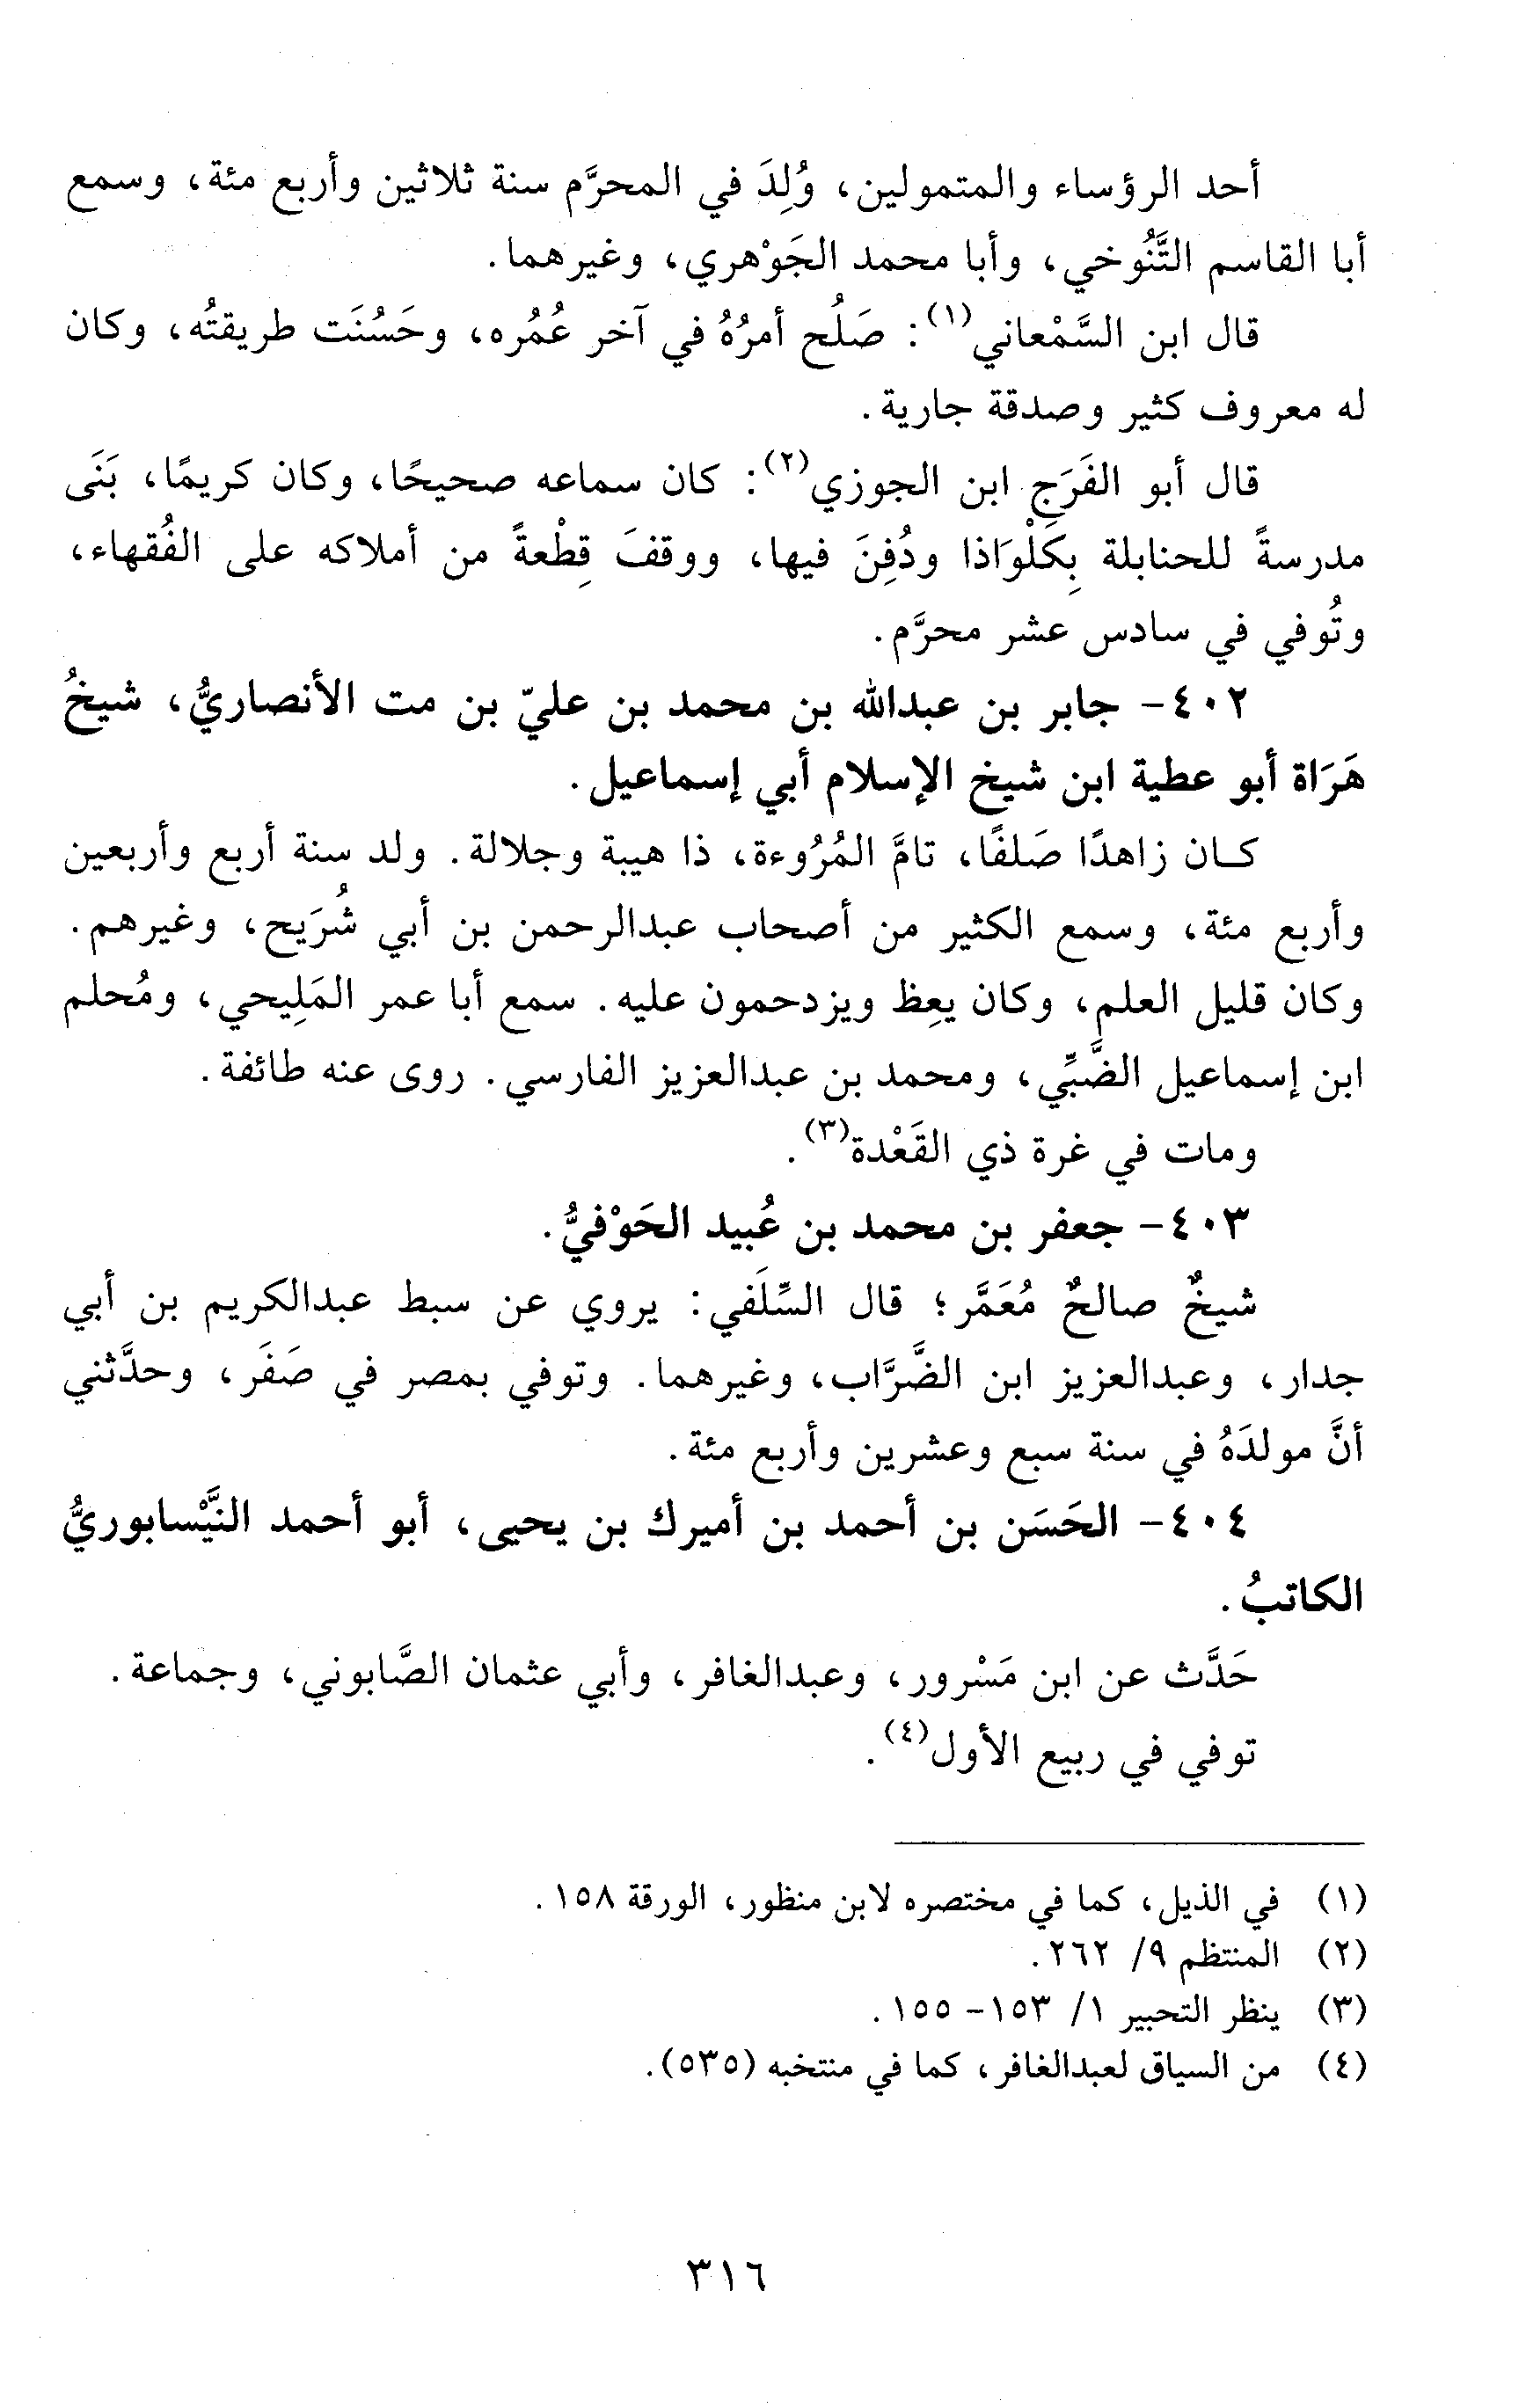 أحد الرؤساء والمتمولين، وُلِدَ في المحرَّم سنة ثلاثين وأربع مئة، وسمع
أبا القاسم التَّنُوخي، وأبا محمد الجَوْهري، وغيرهما.
قال ابن السَّمْعاني(١): صَلُح أمرُهُ في آخر عُمُره، وحَسُنَت طريقتُه، وكان
له معروف كثير وصدقة جارية.
قال أبو الفَرَج ابن الجوزي(٢): كان سماعه صحيحًا، وكان كريمًا، بَنَى
مدرسةً للحنابلة بِكَلْوَاذا ودُفِنَ فيها، ووقفَ قِطْعةً من أملاكه على الفُقهاء،
وتُوفي في سادس عشر محرَّم.
٤٠٢- جابر بن عبدالله بن محمد بن عليّ بن مت الأنصاريُّ، شيخُ
هَرَاة أبو عطية ابن شيخ الإسلام أبي إسماعيل.
كان زاهدًا صَلفًا، تامَّ المُرُوءة، ذا هيبة وجلالة. ولد سنة أربع وأربعين
وأربع مئة، وسمع الكثير من أصحاب عبدالرحمن بن أبي شُرَيح، وغيرهم.
وكان قليل العلم، وكان يعِظ ويزدحمون عليه. سمع أبا عمر المَلِيحي، ومُحلم
ابن إسماعيل الضَّبِّي، ومحمد بن عبدالعزيز الفارسي. روى عنه طائفة.
ومات في غرة ذي القَعْدة(٣).
٤٠٣- جعفر بن محمد بن عُبيد الحَوْفيُّ.
شيخٌ صالحٌ مُعَمَّر؛ قال السِّلَفي: يروي عن سبط عبدالكريم بن أبي
جدار، وعبدالعزيز ابن الضَّرَّاب، وغيرهما. وتوفي بمصر في صَفَر، وحدَّثني
أنَّ مولدَهُ في سنة سبع وعشرين وأربع مئة.
٤٠٤- الحَسَن بن أحمد بن أميرك بن يحيى، أبو أحمد النَّيْسابوريُّ
الكاتبُ.
حَدَّث عن ابن مَسْرور، وعبدالغافر، وأبي عثمان الصَّابوني، وجماعة.
توفي في ربيع الأول(٤).
(١) في الذيل، كما في مختصره لابن منظور، الورقة ١٥٨.
(٢) المنتظم ٩/ ٢٦٢.
(٣) ينظر التحبير ١/ ١٥٣- ١٥٥.
(٤) من السياق لعبدالغافر، كما في منتخبه (٥٣٥).
٣١٦